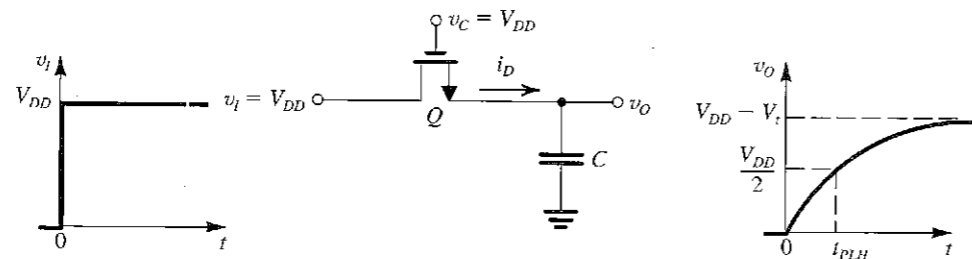 v_I
V_DD
0
t
v_C = V_DD
v_I = V_DD
Q
i_D
v_O
C
v_O
V_DD − V_t
V_DD/2
0
t_PLH
t